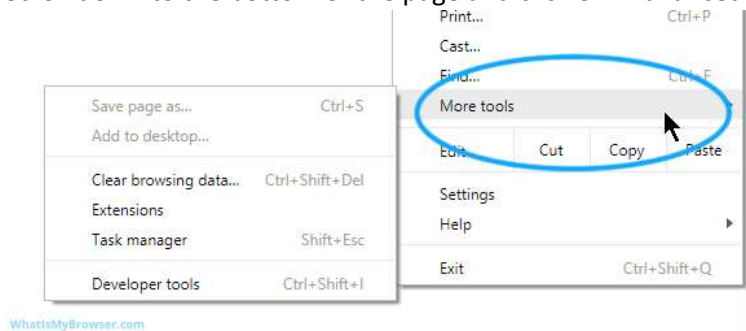 Print... Ctrl+P
Cast...
Find... Ctrl+F
More tools
Edit Cut Copy Paste
Settings
Help
Exit Ctrl+Shift+Q
Save page as... Ctrl+S
Add to desktop...
Clear browsing data... Ctrl+Shift+Del
Extensions
Task manager Shift+Esc
Developer tools Ctrl+Shift+I
WhatIsMyBrowser.com